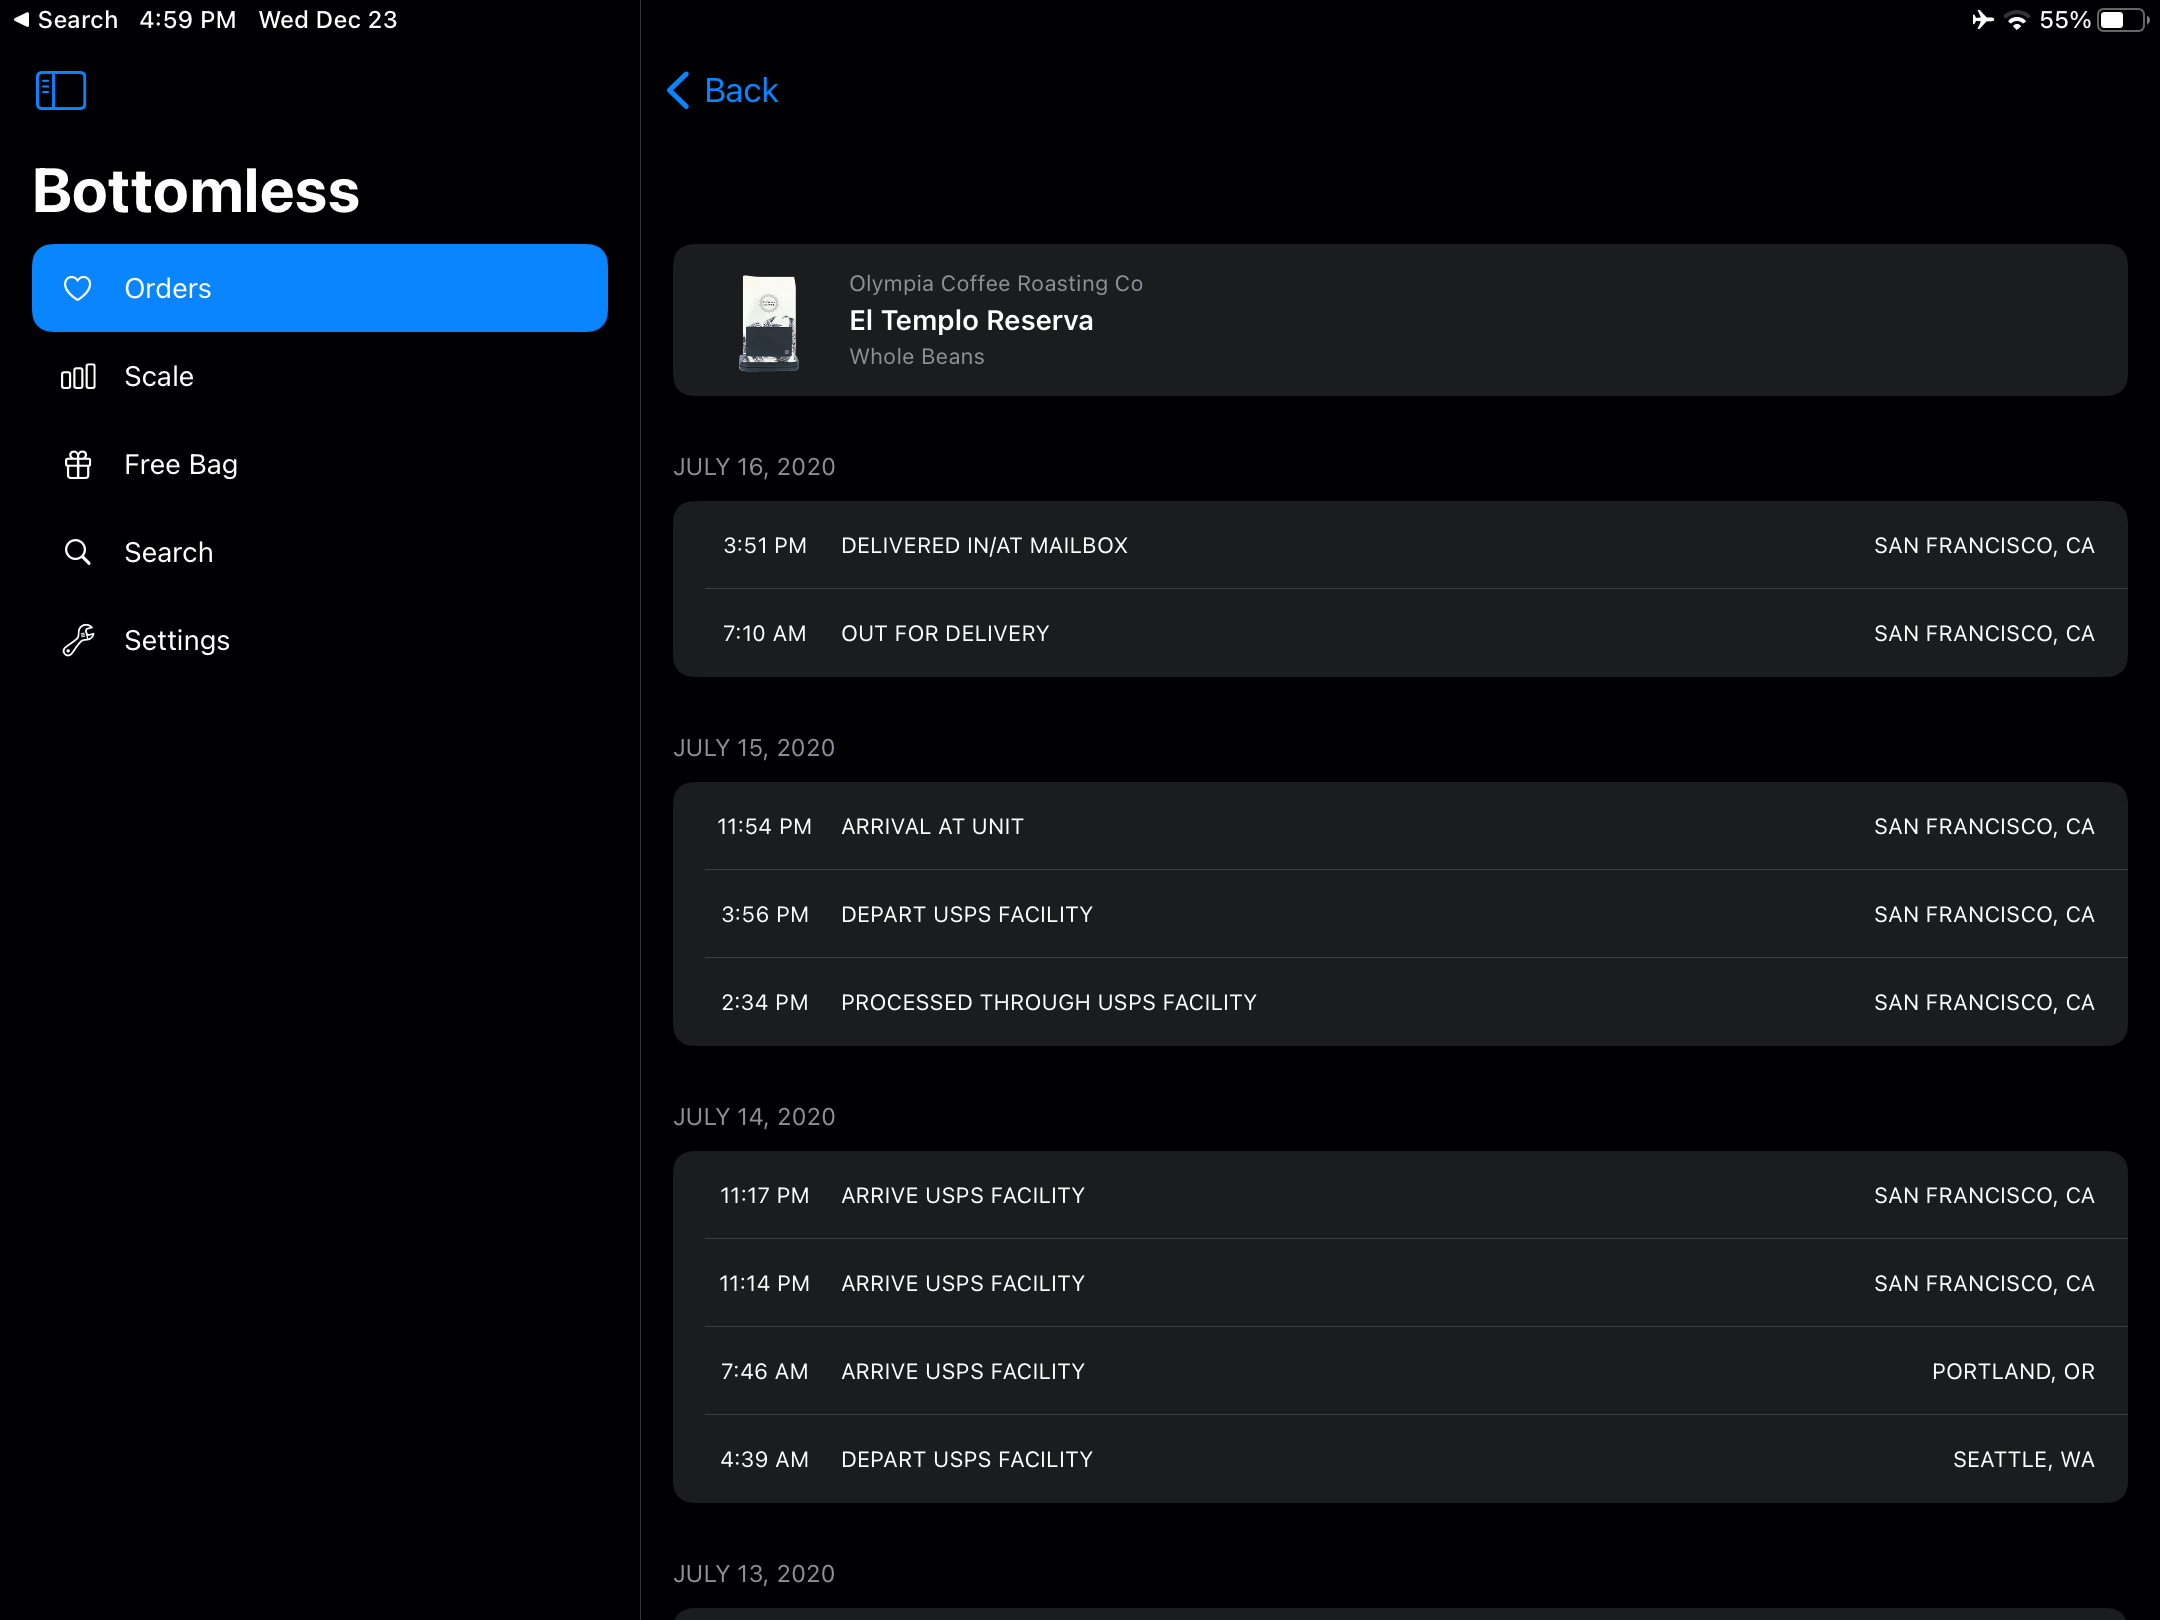 Search 4:59 PM Wed Dec 23
55%
Bottomless
Orders
Scale
Free Bag
Search
Settings
Back
Olympia Coffee Roasting Co
El Templo Reserva
Whole Beans
JULY 16, 2020
3:51 PM DELIVERED IN/AT MAILBOX SAN FRANCISCO, CA
7:10 AM OUT FOR DELIVERY SAN FRANCISCO, CA
JULY 15, 2020
11:54 PM ARRIVAL AT UNIT SAN FRANCISCO, CA
3:56 PM DEPART USPS FACILITY SAN FRANCISCO, CA
2:34 PM PROCESSED THROUGH USPS FACILITY SAN FRANCISCO, CA
JULY 14, 2020
11:17 PM ARRIVE USPS FACILITY SAN FRANCISCO, CA
11:14 PM ARRIVE USPS FACILITY SAN FRANCISCO, CA
7:46 AM ARRIVE USPS FACILITY PORTLAND, OR
4:39 AM DEPART USPS FACILITY SEATTLE, WA
JULY 13, 2020